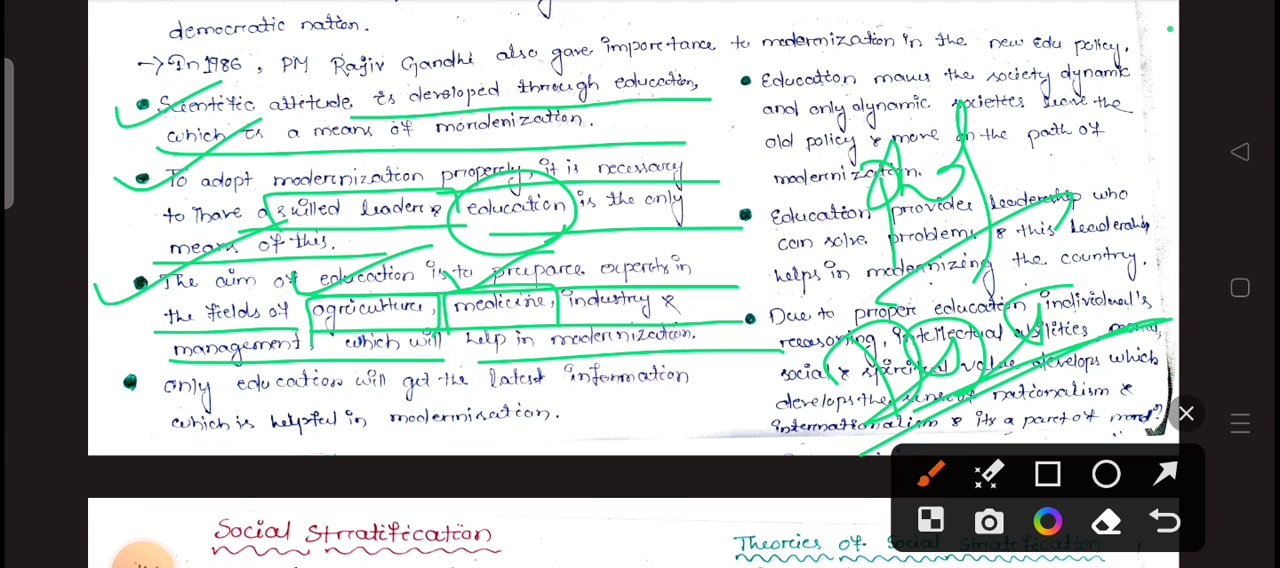 democratic nation.
→ In 1986, PM Rajiv Gandhi also gave importance to modernization in the new Edu policy.
• Scientific attitude, is developed through education,
which is a means of mordenization.
• To adopt modernization properly, it is necessary
to have a skilled leader & education is the only
means of this.
• The aim of education is to prepare experts in
the fields of agriculture, medicine, industry &
management, which will help in modernization.
• only education will get the latest information
which is helpful in modernisation.
• Education makes the society dynamic
and only dynamic societies leave the
old policy & move on the path of
modernization.
• Education provides leadership who
can solve problems & this leadership
helps in modernizing the country.
• Due to proper education individual's
reasoning, intellectual abilities moral,
social & spiritual value develops which
develops the sense of nationalism &
internationalism & its a part of mord
Social Stratification
Theories of Social Stratification